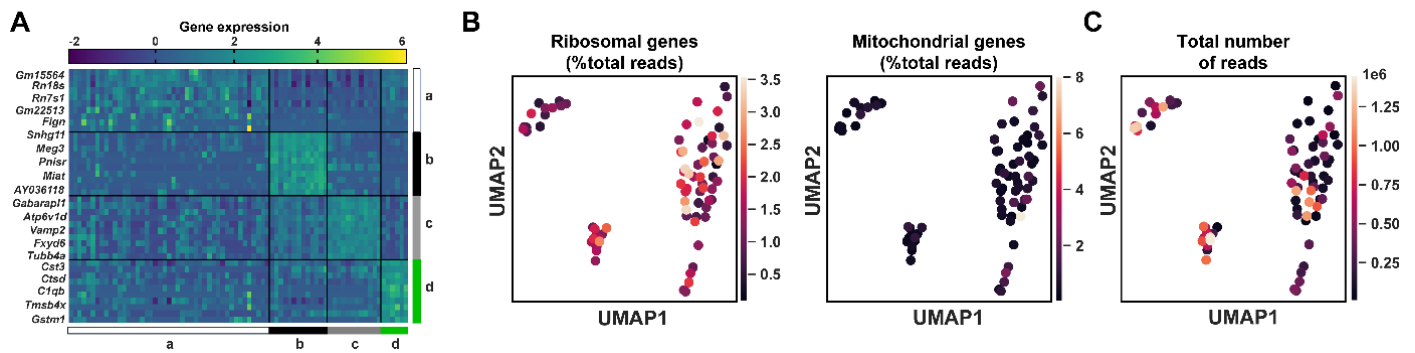 A
Gene expression
-2 0 2 4 6
Gm15564
Rn18s
Rn7s1
Gm22513
Fign
Snhg11
Meg3
Pnisr
Miat
AY036118
Gabarapl1
Atp6v1d
Vamp2
Fxyd6
Tubb4a
Cst3
Ctsd
C1qb
Tmsb4x
Gstm1
a
b
c
d
a b c d
B
Ribosomal genes
(%total reads)
UMAP2
UMAP1
3.5
3.0
2.5
2.0
1.5
1.0
0.5
Mitochondrial genes
(%total reads)
UMAP2
UMAP1
8
6
4
2
C
Total number
of reads
UMAP2
UMAP1
1e6
1.25
1.00
0.75
0.50
0.25